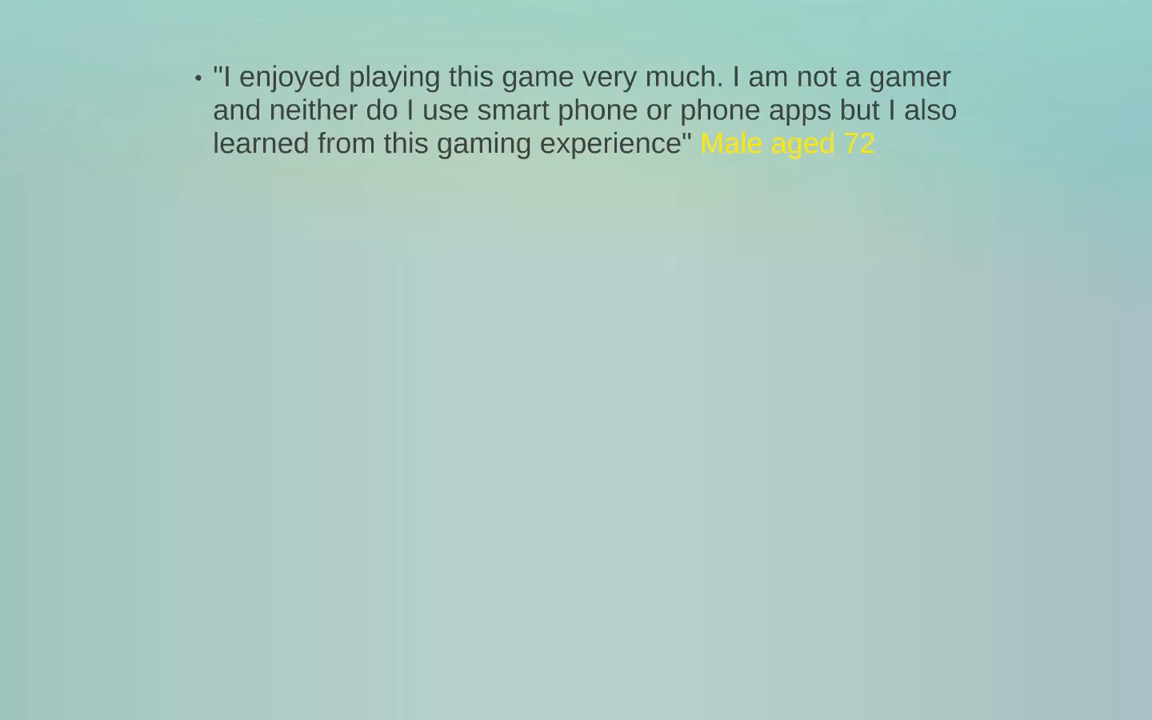 • "I enjoyed playing this game very much. I am not a gamer
and neither do I use smart phone or phone apps but I also
learned from this gaming experience" Male aged 72